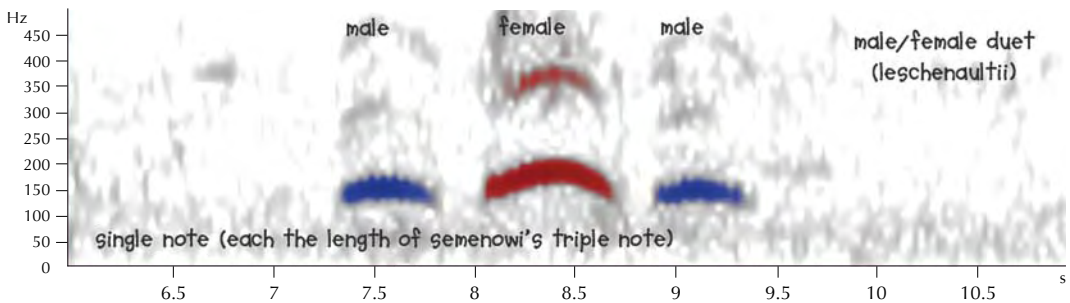 Hz
male
female
male
male/female duet
(leschenaultii)
450
400
350
300
250
200
150
100
50
0
single note (each the length of semenowi's triple note)
6.5
7
7.5
8
8.5
9
9.5
10
10.5
s